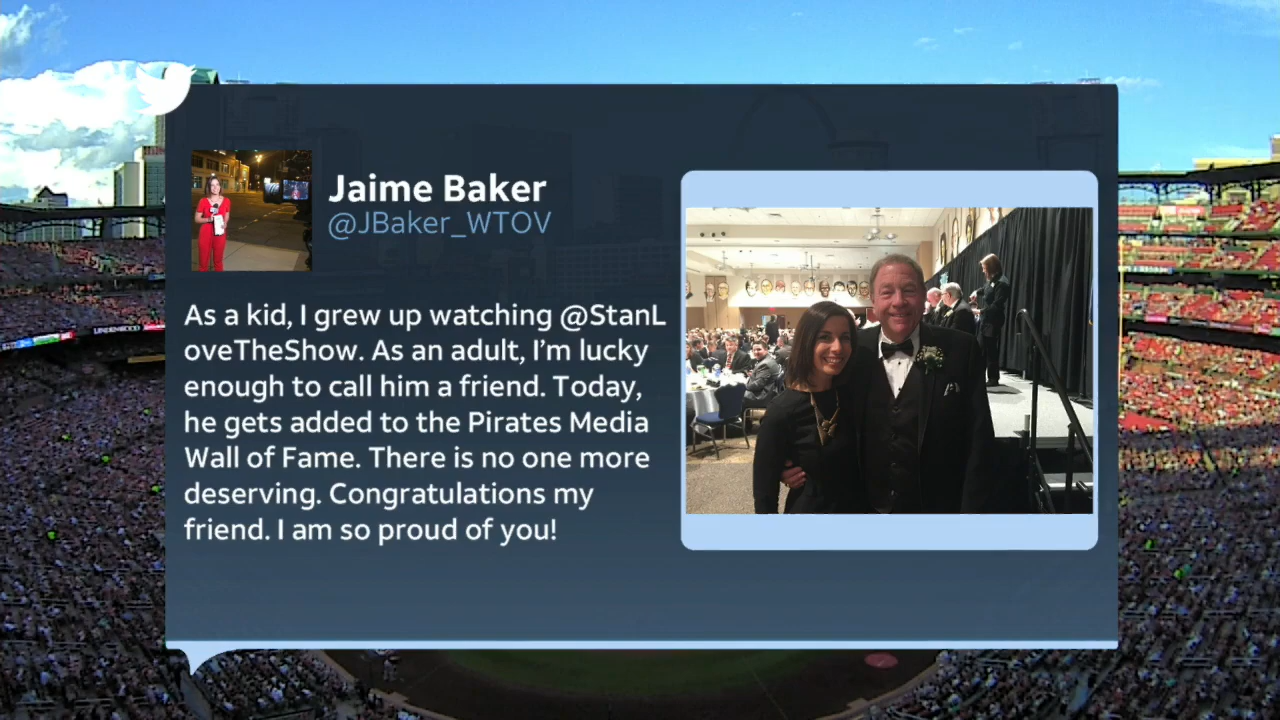 Jaime Baker
@JBaker_WTOV
As a kid, I grew up watching @StanL
oveTheShow. As an adult, I'm lucky
enough to call him a friend. Today,
he gets added to the Pirates Media
Wall of Fame. There is no one more
deserving. Congratulations my
friend. I am so proud of you!
LINDENWOOD